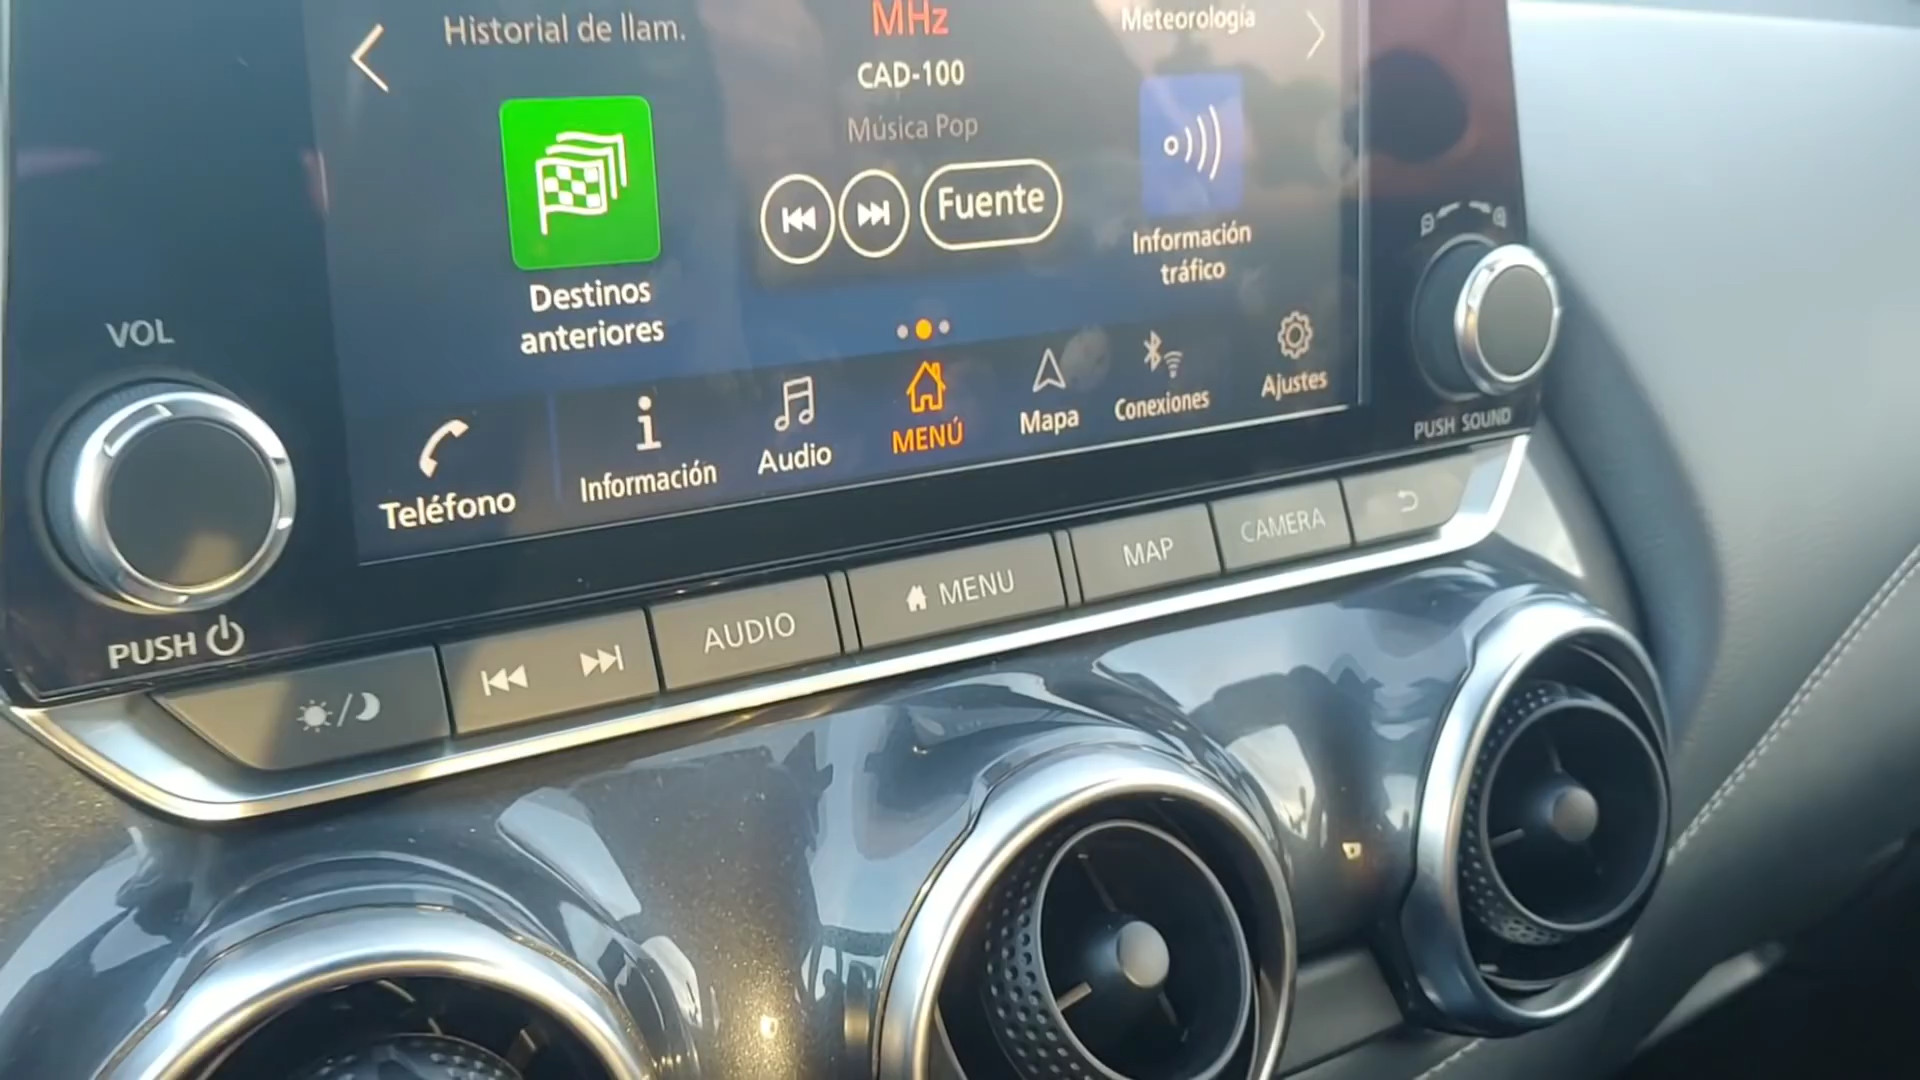 Historial de llam.
MHz
CAD-100
Música Pop
Fuente
Meteorología
Destinos
anteriores
Información
tráfico
VOL
PUSH
Teléfono
Información
Audio
MENÚ
Mapa
Conexiones
Ajustes
PUSH SOUND
AUDIO
MENU
MAP
CAMERA